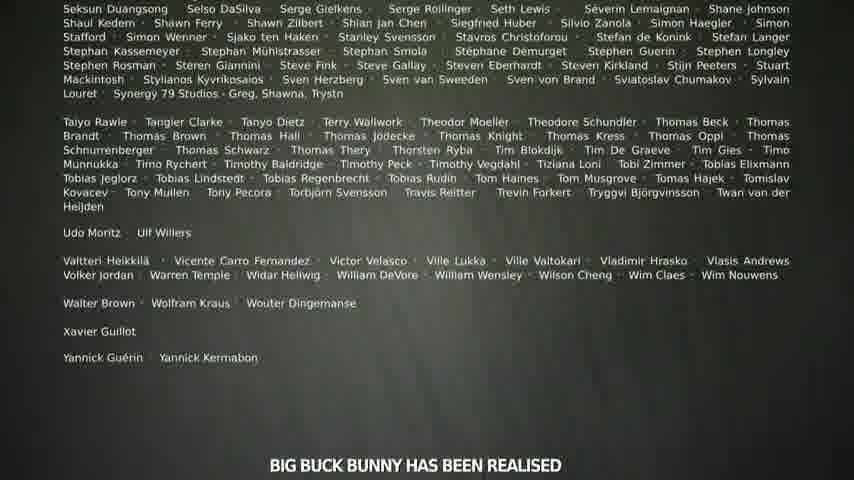 Seksun Duangsong · Selso DaSilva · Serge Gielkens · Serge Rollinger · Seth Lewis · Séverin Lemaignan · Shane Johnson
Shaul Kedem · Shawn Ferry · Shawn Zilbert · Shian Jan Chen · Siegfried Huber · Silvio Zanola · Simon Haegler · Simon
Stafford · Simon Wenner · Sjako ten Haken · Stanley Svensson · Stavros Christoforou · Stefan de Konink · Stefan Langer
Stephan Kassemeyer · Stephan Mühlstrasser · Stephan Smola · Stéphane Demurget · Stephen Guerin · Stephen Longley
Stephen Rosman · Steren Giannini · Steve Fink · Steve Gallay · Steven Eberhardt · Steven Kirkland · Stijn Peeters · Stuart
Mackintosh · Stylianos Kyvrikosaios · Sven Herzberg · Sven van Sweeden · Sven von Brand · Sviatoslav Chumakov · Sylvain
Louret · Synergy 79 Studios - Greg, Shawna, Trystn
Taiyo Rawle · Tangier Clarke · Tanyo Dietz · Terry Wallwork · Theodor Moeller · Theodore Schundler · Thomas Beck · Thomas
Brandt · Thomas Brown · Thomas Hall · Thomas Jodecke · Thomas Knight · Thomas Kress · Thomas Oppl · Thomas
Schnurrenberger · Thomas Schwarz · Thomas Thery · Thorsten Ryba · Tim Blokdijk · Tim De Graeve · Tim Gies · Timo
Munnukka · Timo Rychert · Timothy Baldridge · Timothy Peck · Timothy Vegdahl · Tiziana Loni · Tobi Zimmer · Tobias Elixmann
Tobias Jeglorz · Tobias Lindstedt · Tobias Regenbrecht · Tobias Rudin · Tom Haines · Tom Musgrove · Tomas Hajek · Tomislav
Kovacev · Tony Mullen · Tony Pecora · Torbjörn Svensson · Travis Reitter · Trevin Forkert · Tryggvi Björgvinsson · Twan van der
Heijden
Udo Moritz · Ulf Willers
Valtteri Heikkilä · Vicente Carro Fernandez · Victor Velasco · Ville Lukka · Ville Valtokari · Vladimir Hrasko · Vlasis Andrews
Volker Jordan · Warren Temple · Widar Hellwig · William DeVore · William Wensley · Wilson Cheng · Wim Claes · Wim Nouwens
Walter Brown · Wolfram Kraus · Wouter Dingemanse
Xavier Guillot
Yannick Guérin · Yannick Kermabon
BIG BUCK BUNNY HAS BEEN REALISED